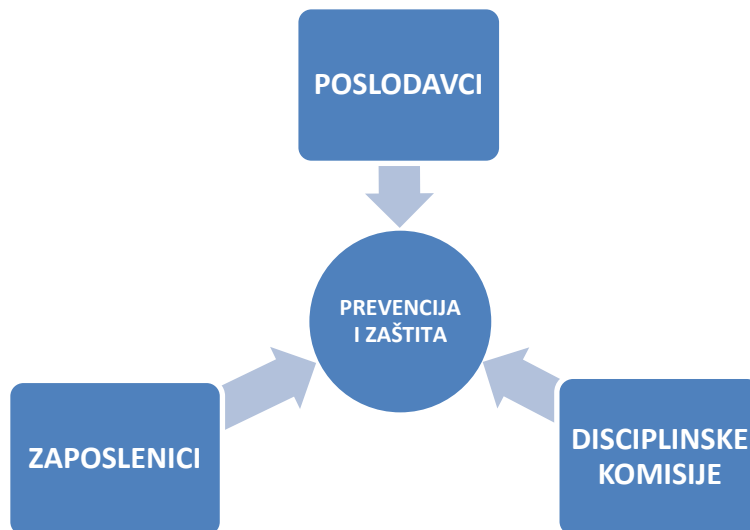 POSLODAVCI
PREVENCIJA
I ZAŠTITA
ZAPOSLENICI
DISCIPLINSKE
KOMISIJE